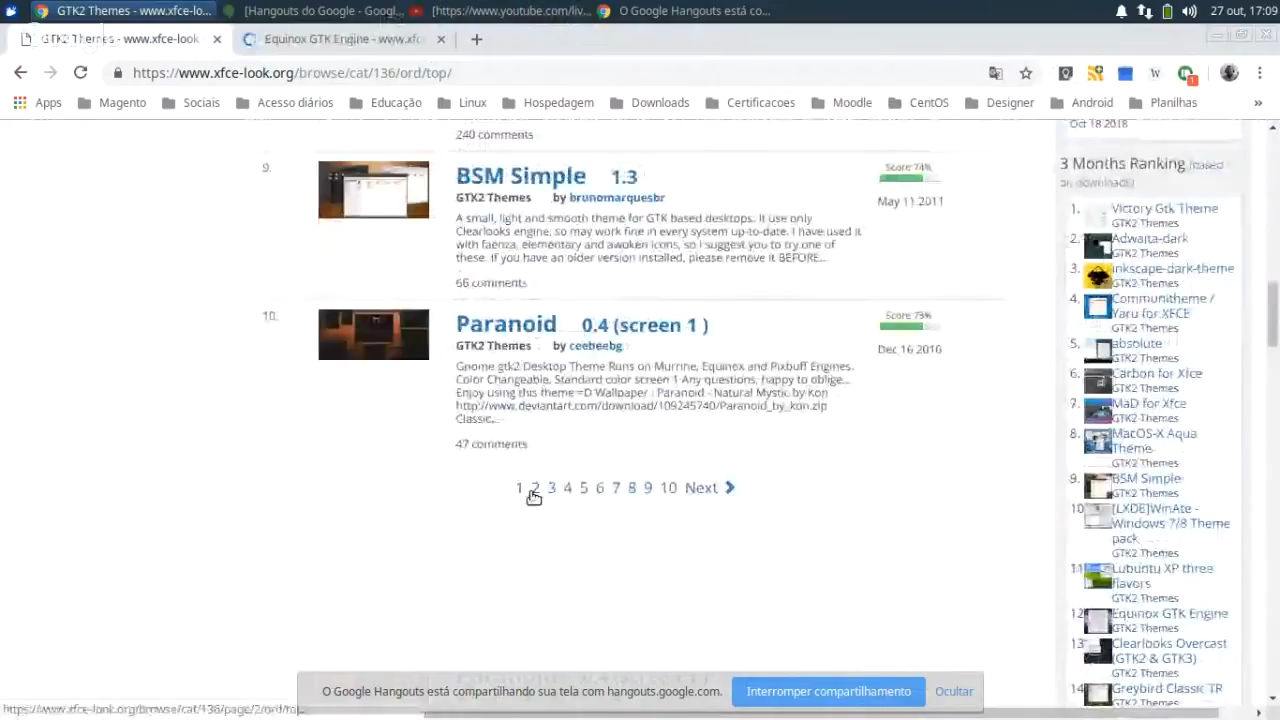 GTK2 Themes - www.xfce-look.o...
[Hangouts do Google - Googl...
[https://www.youtube.com/liv...
O Google Hangouts está co...
27 out, 17:09
GTK2 Themes - www.xfce-look
Equinox GTK Engine - www.xfc
https://www.xfce-look.org/browse/cat/136/ord/top/
Apps
Magento
Sociais
Acesso diários
Educação
Linux
Hospedagem
Downloads
Certificacoes
Moodle
CentOS
Designer
Android
Planilhas
»
240 comments
9.
BSM Simple 1.3
GTK2 Themes by brunomarquesbr
A small, light and smooth theme for GTK based desktops. It use only
Clearlooks engine, so may work fine in every system up-to-date. I have used it
with faenza, elementary and awoken icons, so I suggest you to try one of
these. If you have an older version installed, please remove it BEFORE...
66 comments
Score 74%
May 11 2011
10.
Paranoid 0.4 (screen 1 )
GTK2 Themes by ceebeebg
Gnome gtk2 Desktop Theme Runs on Murrine, Equinox and Pixbuff Engines.
Color Changeable, Standard color screen 1 Any questions, happy to oblige...
Enjoy using this theme =D Wallpaper : Paranoid - Natural Mystic by Kon
http://www.deviantart.com/download/109245740/Paranoid_by_kon.zip
Classic...
47 comments
Score 73%
Dec 16 2010
1 2 3 4 5 6 7 8 9 10 Next
Oct 18 2018
3 Months Ranking (based
on downloads)
1. Victory Gtk Theme
GTK2 Themes
2. Adwaita-dark
GTK2 Themes
3. inkscape-dark-theme
GTK2 Themes
4. Communitheme /
Yaru for XFCE
GTK2 Themes
5. absolute
GTK2 Themes
6. Carbon for Xfce
GTK2 Themes
7. MaD for Xfce
GTK2 Themes
8. MacOS-X Aqua
Theme
GTK2 Themes
9. BSM Simple
GTK2 Themes
10. [LXDE]WinAte -
Windows 7/8 Theme
pack
GTK2 Themes
11. Lubuntu XP three
flavors
GTK2 Themes
12. Equinox GTK Engine
GTK2 Themes
13. Clearlooks Overcast
(GTK2 & GTK3)
GTK2 Themes
14. Greybird Classic TR
GTK2 Themes
O Google Hangouts está compartilhando sua tela com hangouts.google.com.
Interromper compartilhamento
Ocultar
https://www.xfce-look.org/browse/cat/136/page/2/ord/top